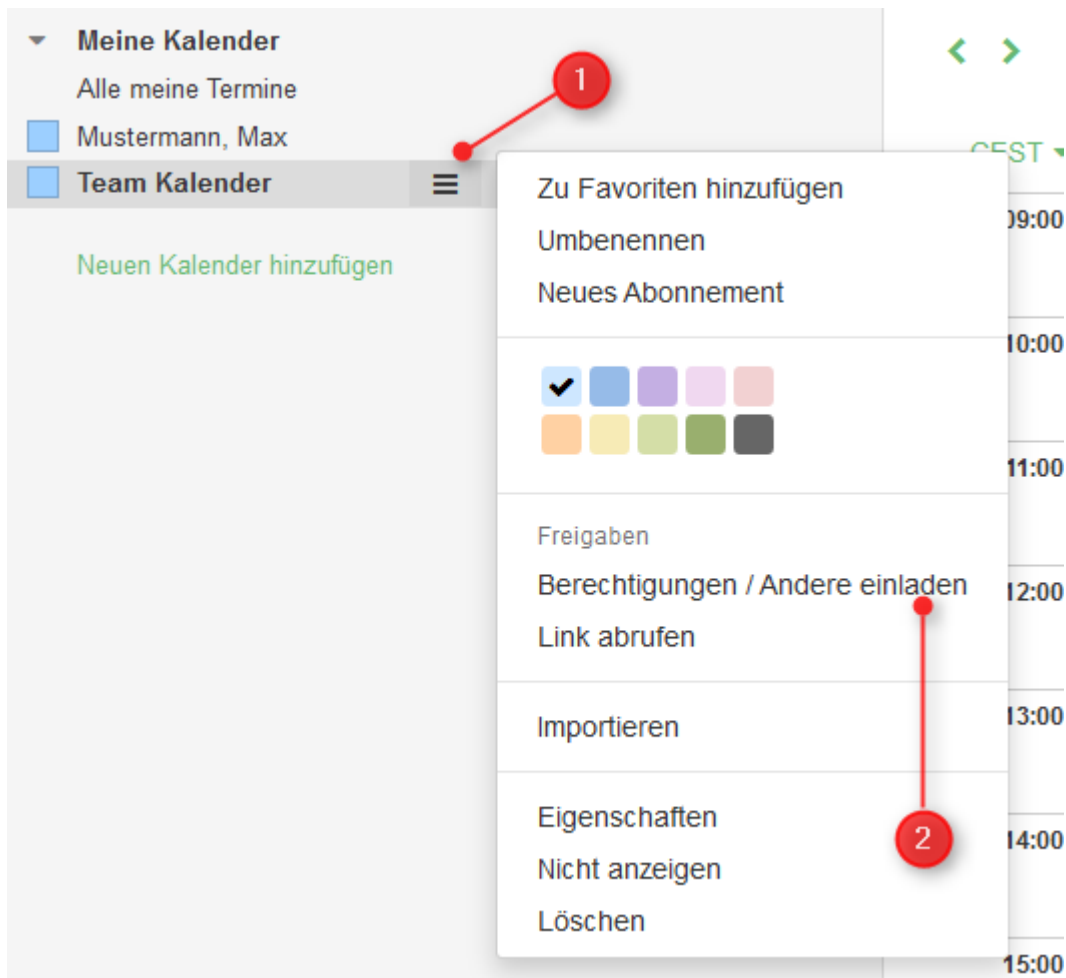 Meine Kalender
Alle meine Termine
1
Mustermann, Max
Team Kalender
Neuen Kalender hinzufügen
Zu Favoriten hinzufügen
Umbenennen
Neues Abonnement
Freigaben
Berechtigungen / Andere einladen
Link abrufen
Importieren
Eigenschaften
2
Nicht anzeigen
Löschen
CEST
09:00
10:00
11:00
12:00
13:00
14:00
15:00